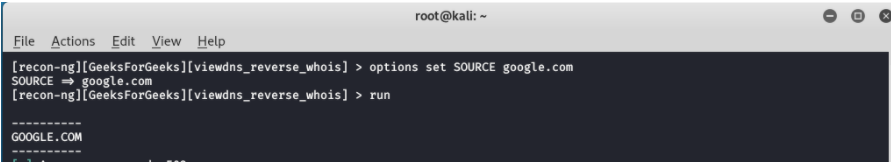 root@kali: ~
File Actions Edit View Help
[recon-ng][GeeksForGeeks][viewdns_reverse_whois] > options set SOURCE google.com
SOURCE ⇒ google.com
[recon-ng][GeeksForGeeks][viewdns_reverse_whois] > run
----------
GOOGLE.COM
----------